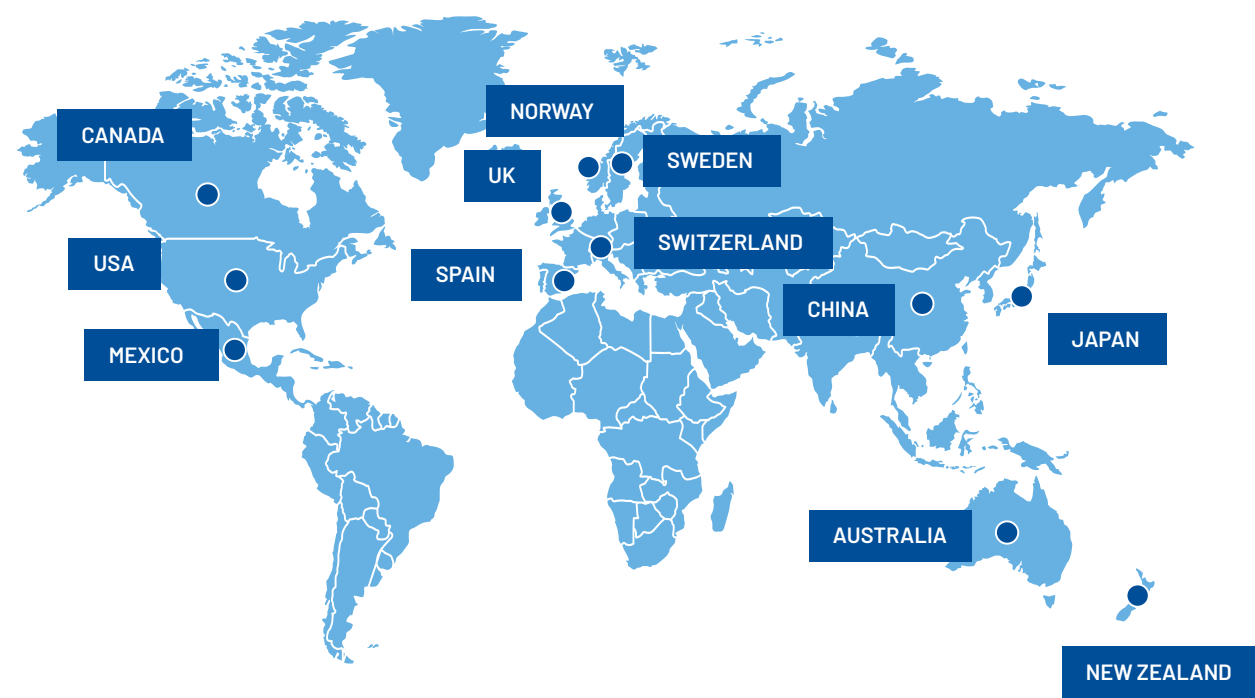 NORWAY
CANADA
SWEDEN
UK
SWITZERLAND
USA
SPAIN
CHINA
JAPAN
MEXICO
AUSTRALIA
NEW ZEALAND